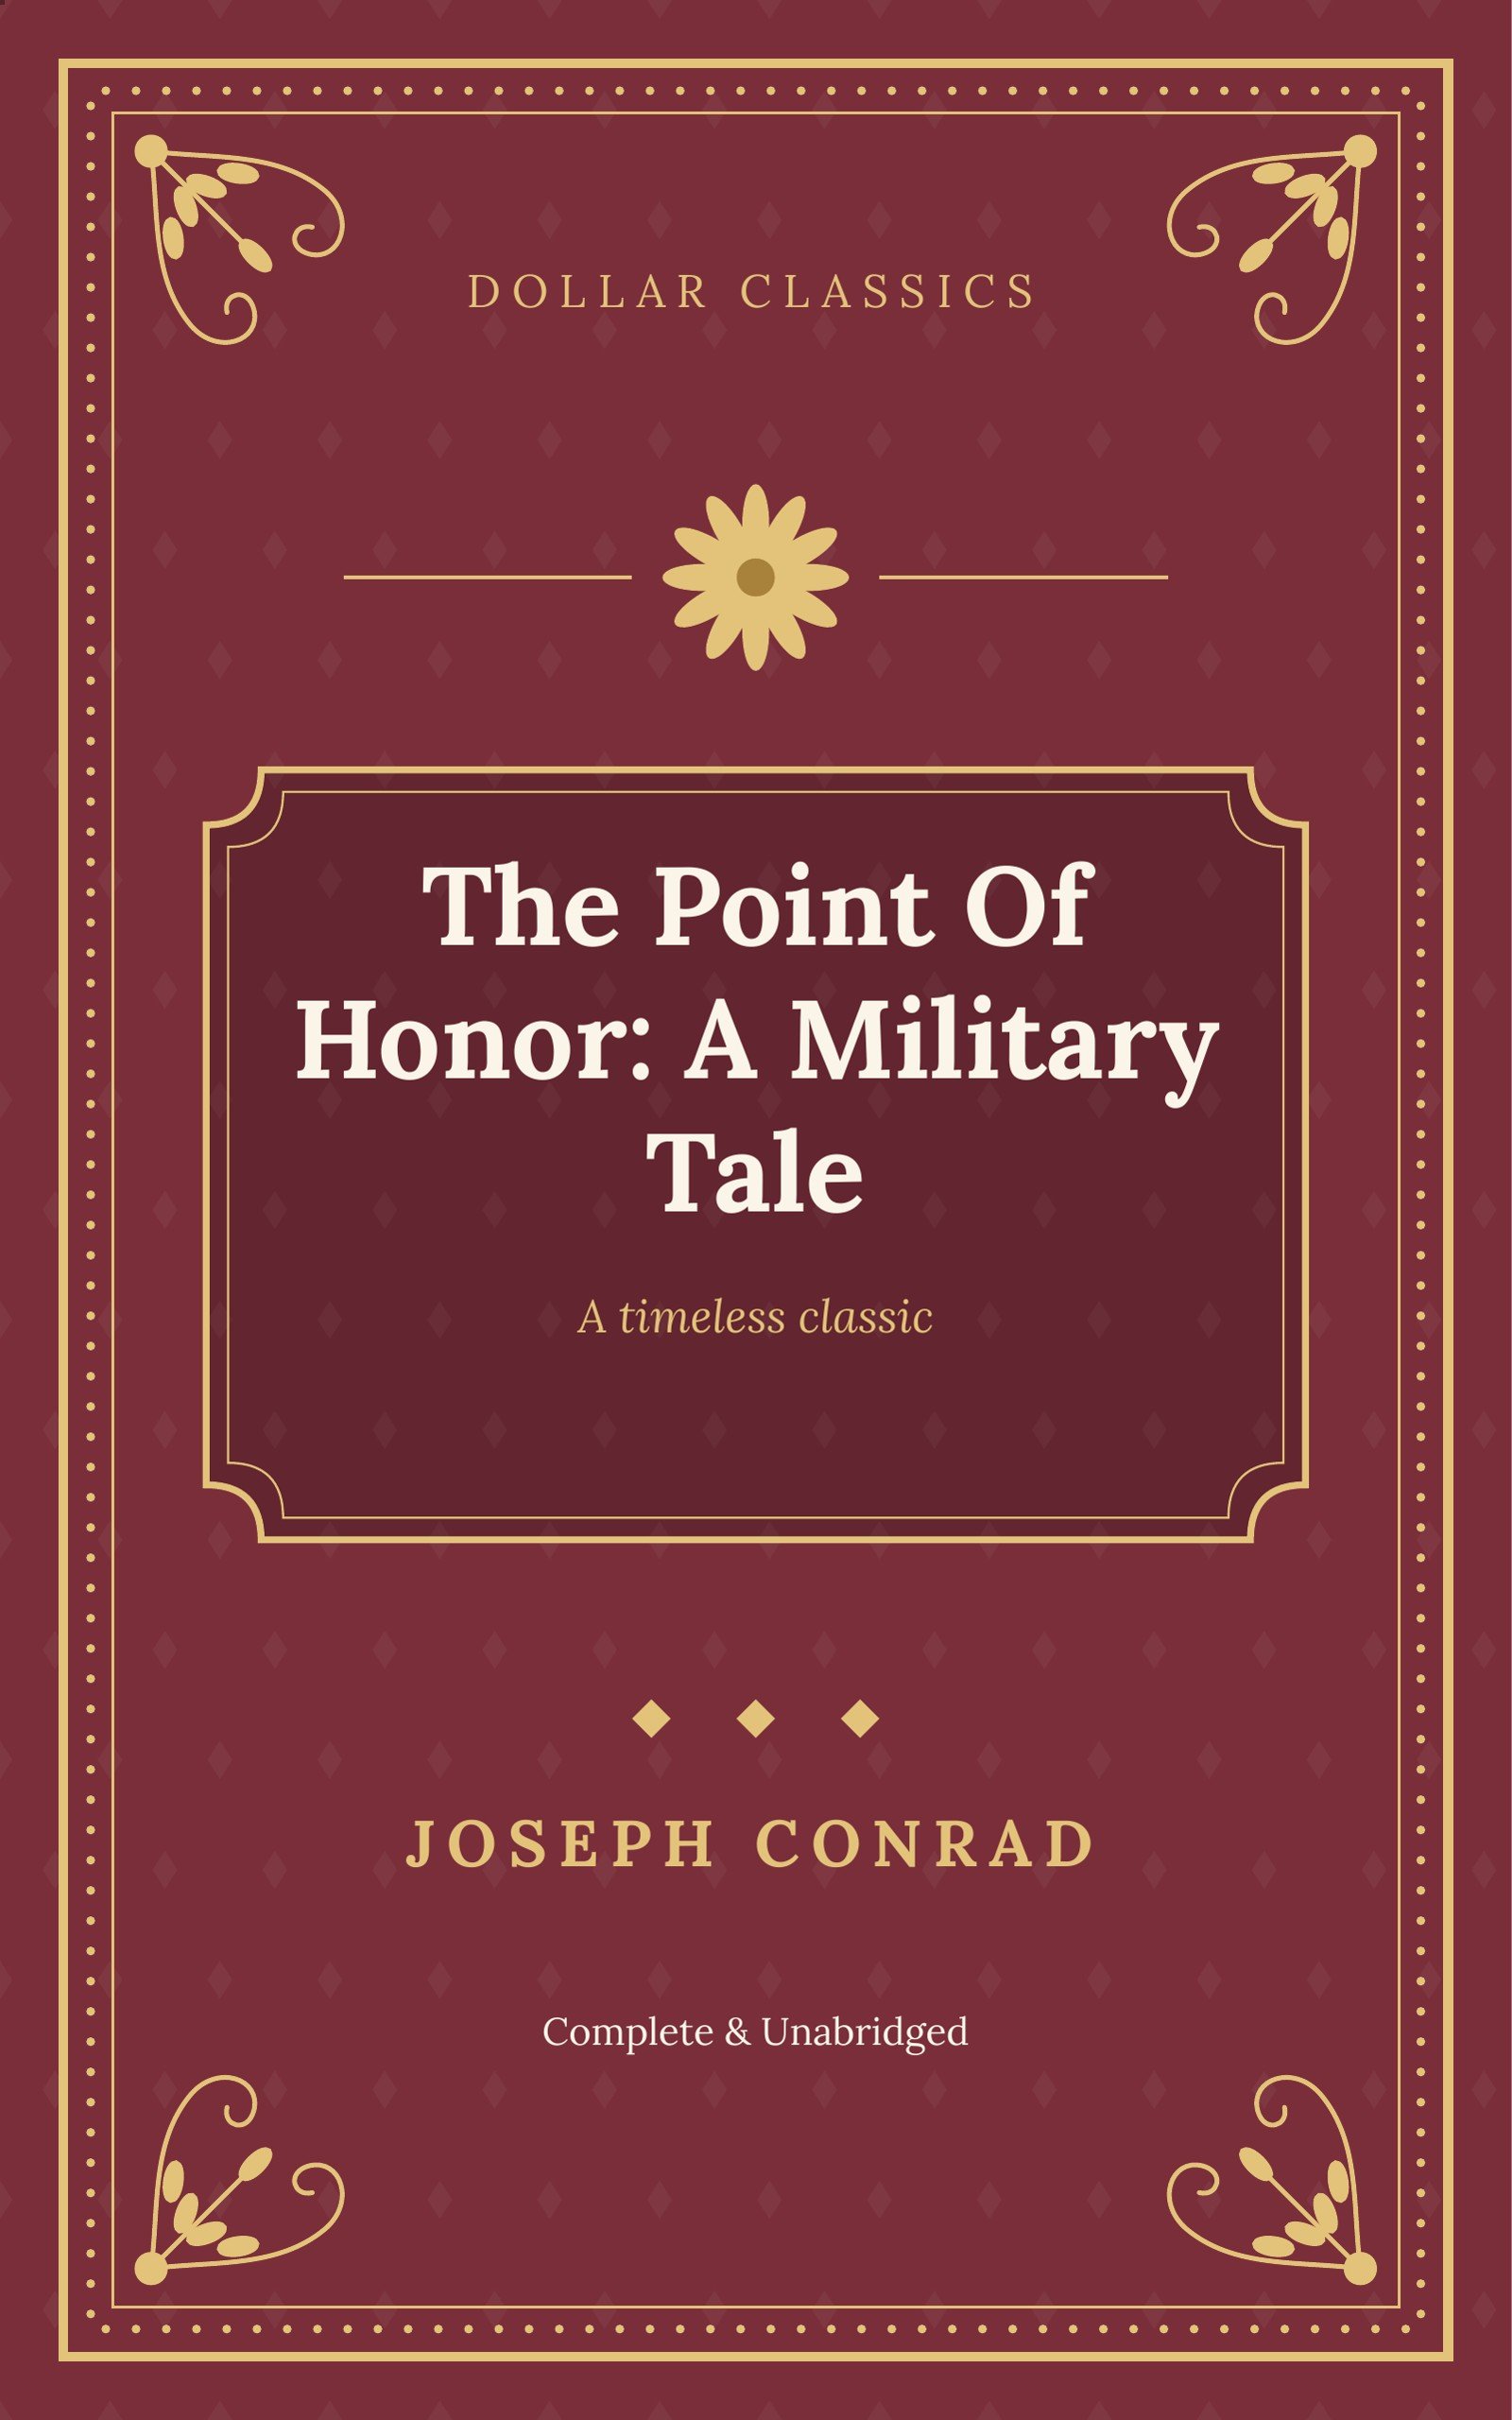 DOLLAR CLASSICS
The Point Of
Honor: A Military
Tale
A timeless classic
JOSEPH CONRAD
Complete & Unabridged